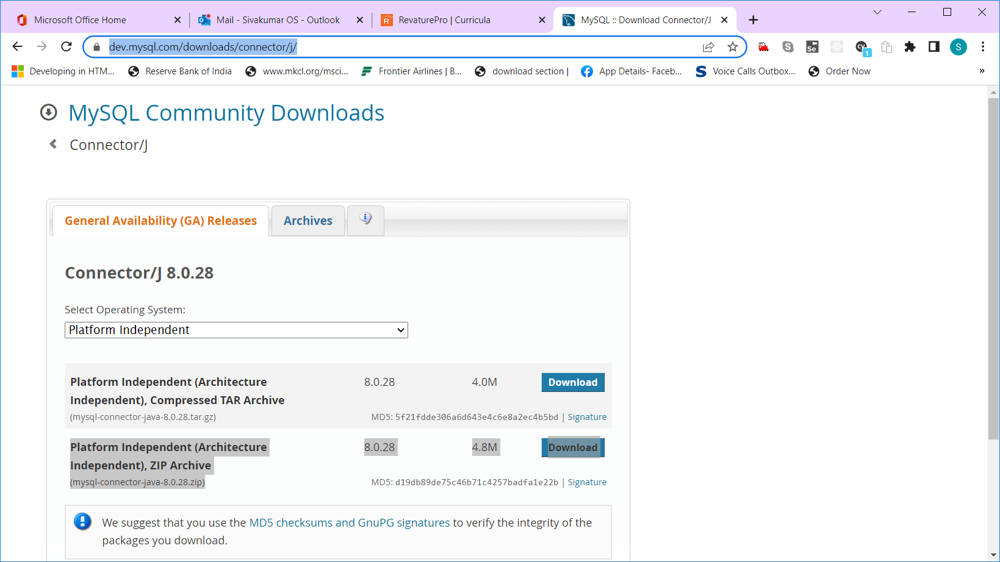 Microsoft Office Home
Mail - Sivakumar OS - Outlook
RevaturePro | Curricula
MySQL :: Download Connector/J
dev.mysql.com/downloads/connector/j/
Se
CY
1
S
Developing in HTM...
Reserve Bank of India
www.mkcl.org/msci...
Frontier Airlines | B...
download section |
App Details- Faceb...
Voice Calls Outbox...
Order Now
»
MySQL Community Downloads
Connector/J
General Availability (GA) Releases
Archives
Connector/J 8.0.28
Select Operating System:
Platform Independent
Platform Independent (Architecture 8.0.28 4.0M Download
Independent), Compressed TAR Archive
(mysql-connector-java-8.0.28.tar.gz) MD5: 5f21fdde306a6d643e4c6e8a2ec4b5bd | Signature
Platform Independent (Architecture 8.0.28 4.8M Download
Independent), ZIP Archive
(mysql-connector-java-8.0.28.zip) MD5: d19db89de75c46b71c4257badfa1e22b | Signature
We suggest that you use the MD5 checksums and GnuPG signatures to verify the integrity of the
packages you download.